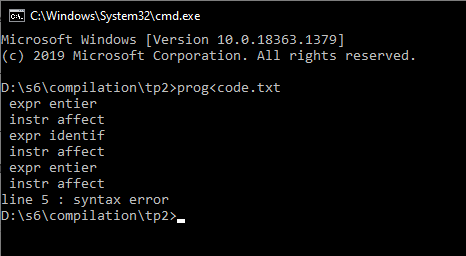 C:\Windows\System32\cmd.exe
Microsoft Windows [Version 10.0.18363.1379]
(c) 2019 Microsoft Corporation. All rights reserved.
D:\s6\compilation\tp2>prog<code.txt
expr entier
instr affect
expr identif
instr affect
expr entier
instr affect
line 5 : syntax error
D:\s6\compilation\tp2>